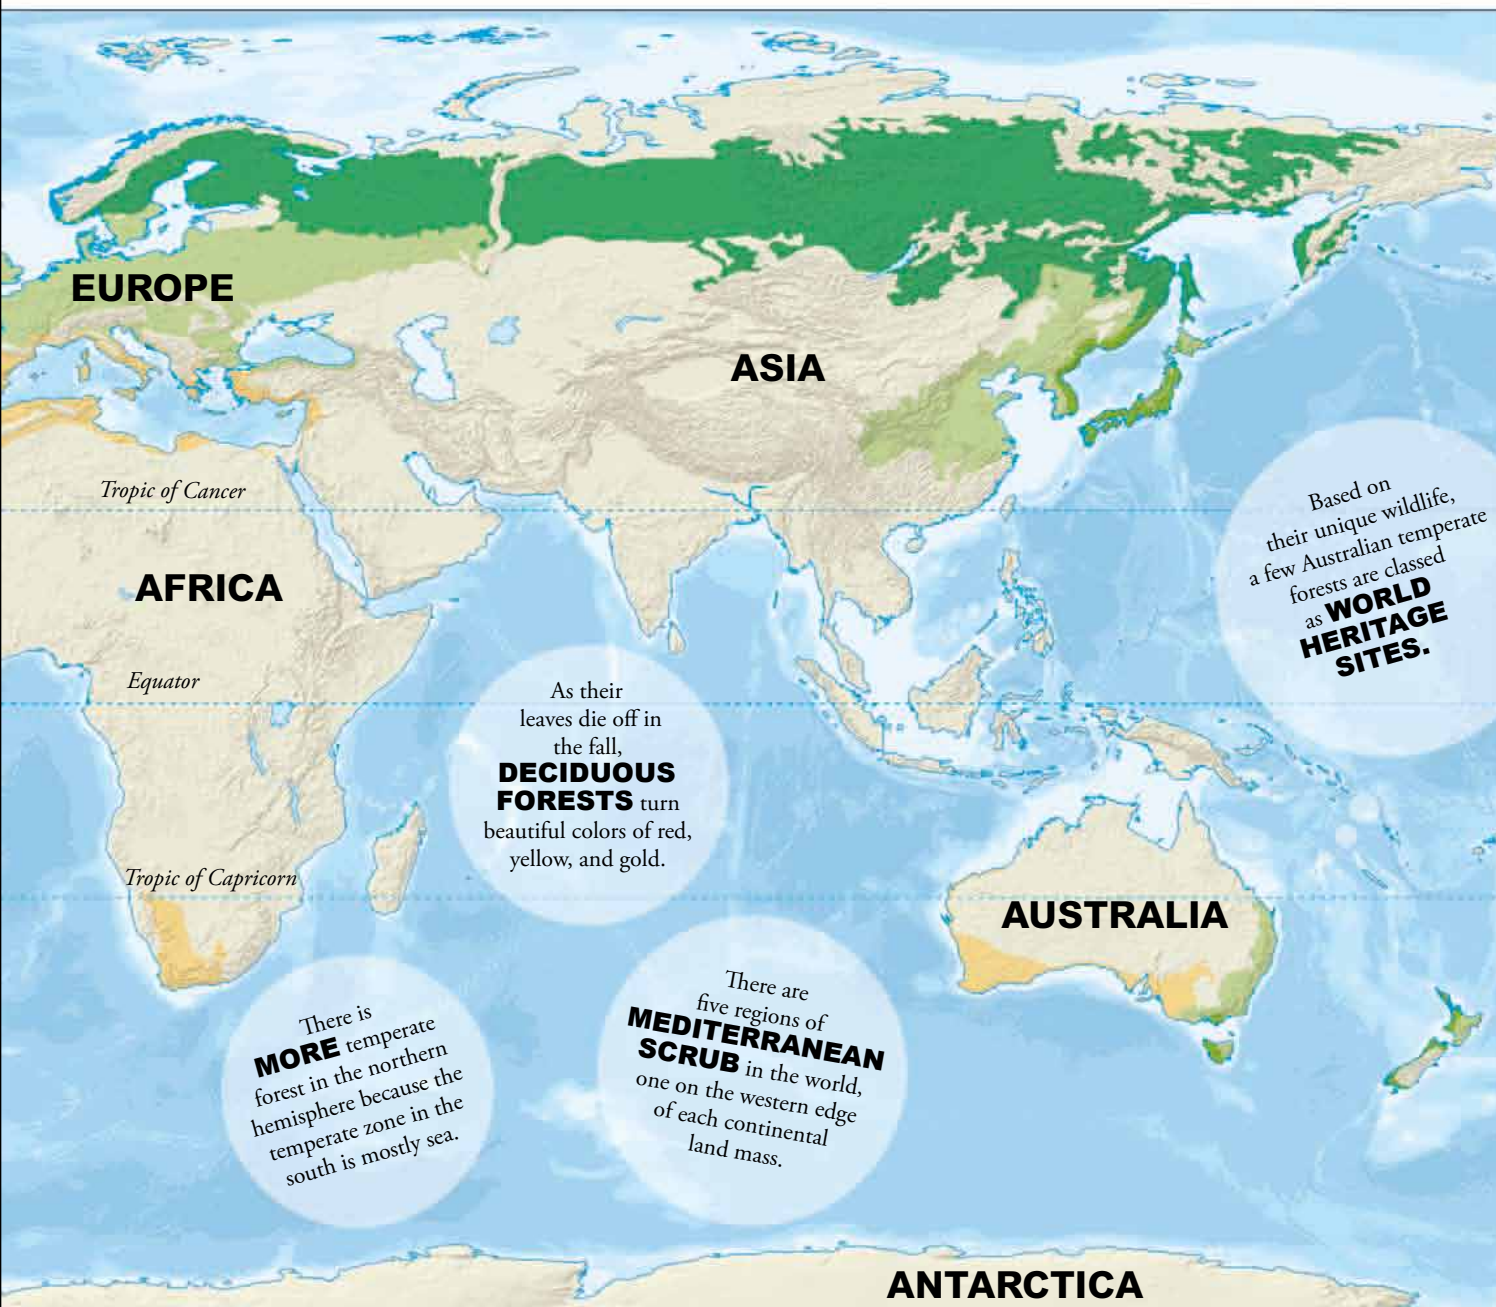 EUROPE
ASIA
Tropic of Cancer
Based on
their unique wildlife,
a few Australian temperate
forests are classed
as WORLD
HERITAGE
SITES.
AFRICA
Equator
As their
leaves die off in
the fall,
DECIDUOUS
FORESTS turn
beautiful colors of red,
yellow, and gold.
Tropic of Capricorn
AUSTRALIA
There is
MORE temperate
forest in the northern
hemisphere because the
temperate zone in the
south is mostly sea.
There are
five regions of
MEDITERRANEAN
SCRUB in the world,
one on the western edge
of each continental
land mass.
ANTARCTICA